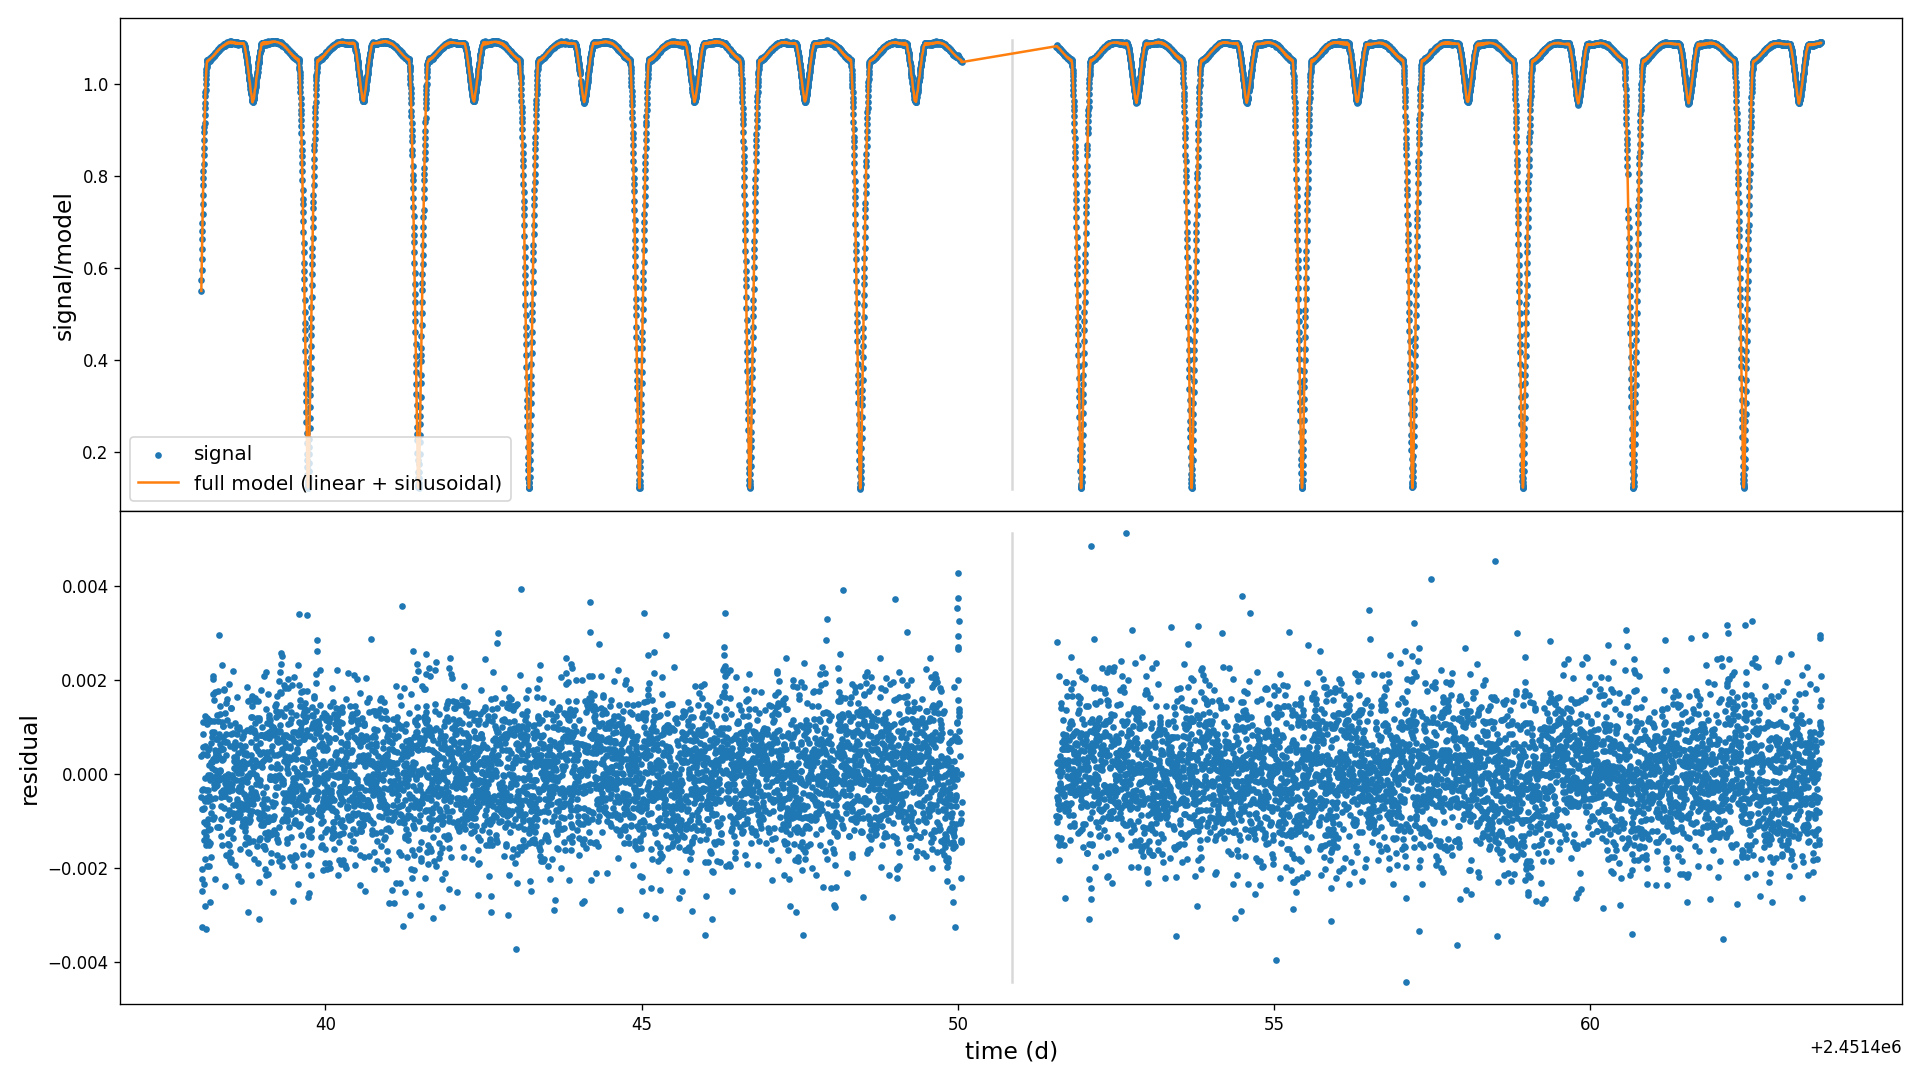 signal/model
1.0
0.8
0.6
0.4
0.2
signal
full model (linear + sinusoidal)
residual
0.004
0.002
0.000
−0.002
−0.004
40
45
50
55
60
time (d)
+2.4514e6